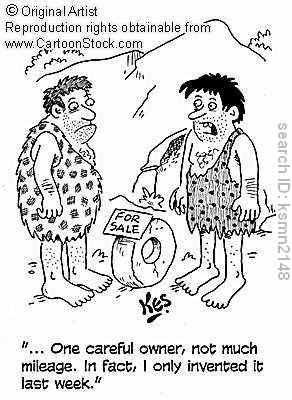 © Original Artist
Reproduction rights obtainable from
www.CartoonStock.com
search ID: ksmn2148
FOR
SALE
Kes
"... One careful owner, not much
mileage. In fact, I only invented it
last week."